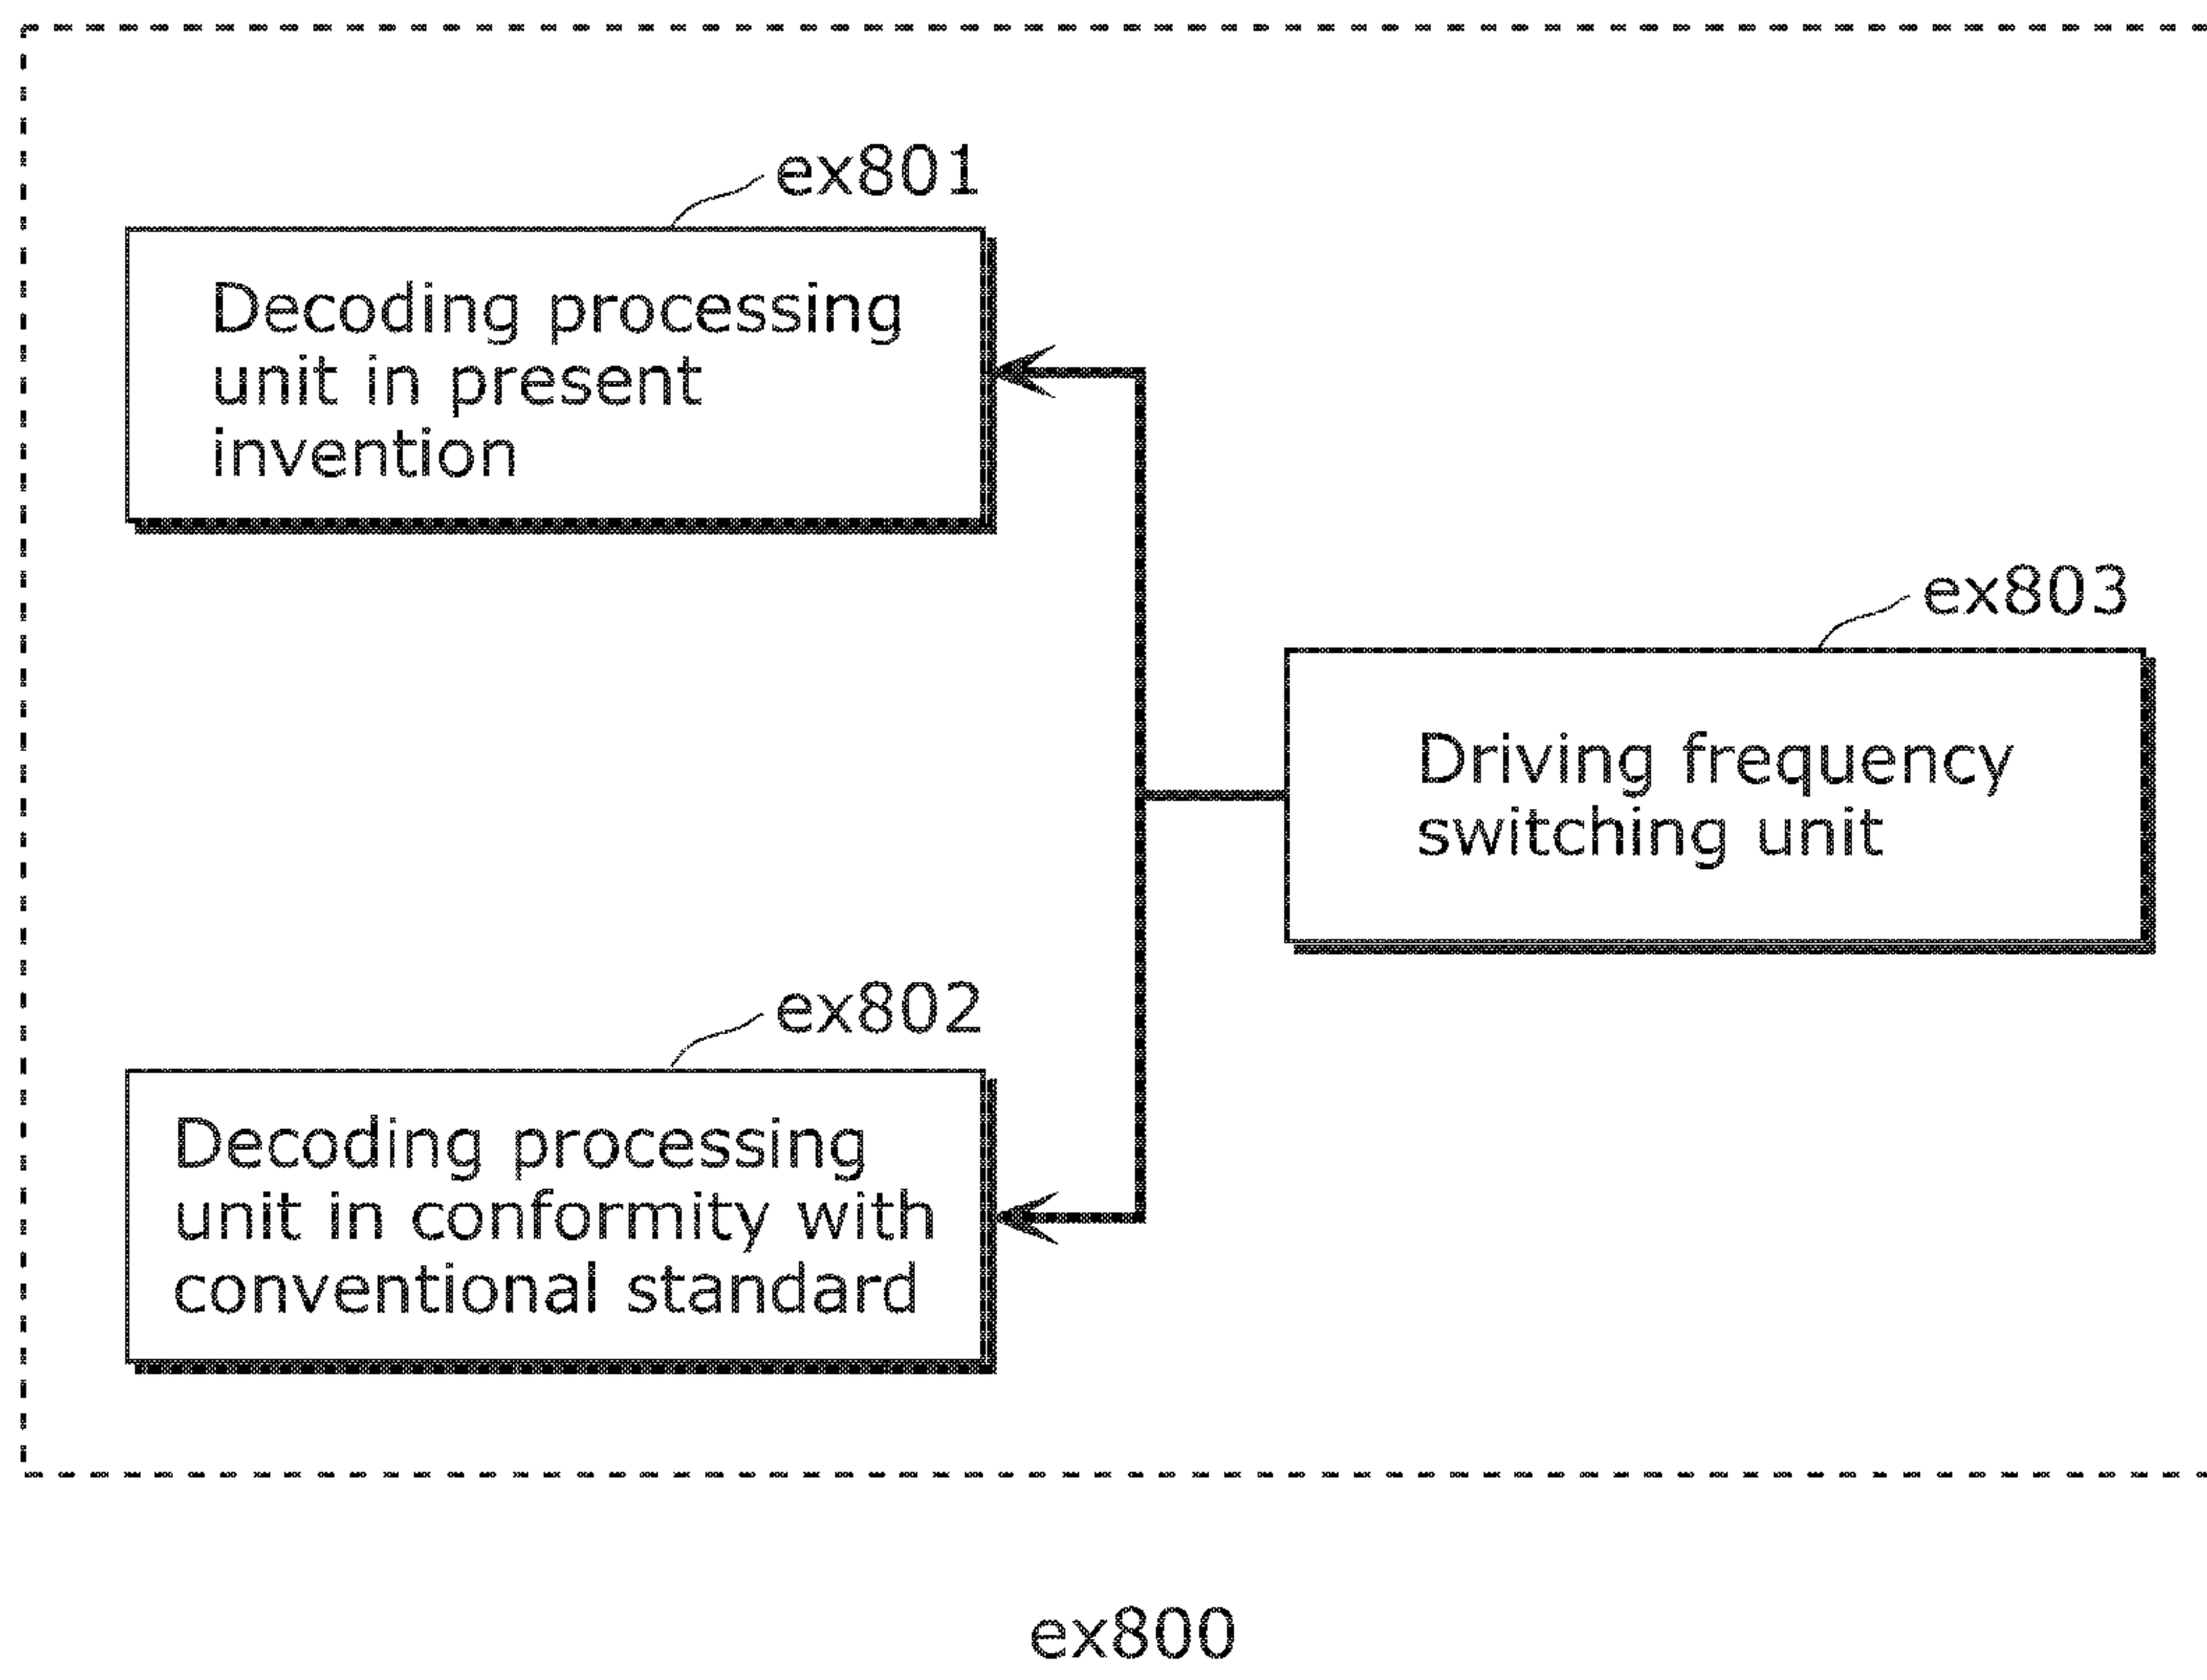 ex801
Decoding processing
unit in present
invention
ex803
Driving frequency
switching unit
ex802
Decoding processing
unit in conformity with
conventional standard
ex800